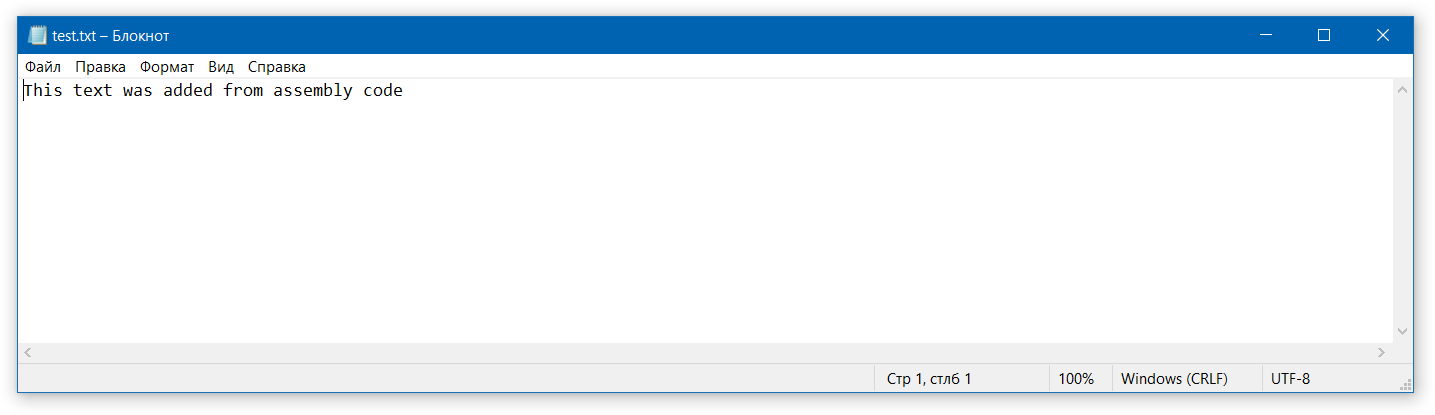 test.txt – Блокнот
Файл Правка Формат Вид Справка
This text was added from assembly code
Стр 1, стлб 1 100% Windows (CRLF) UTF-8